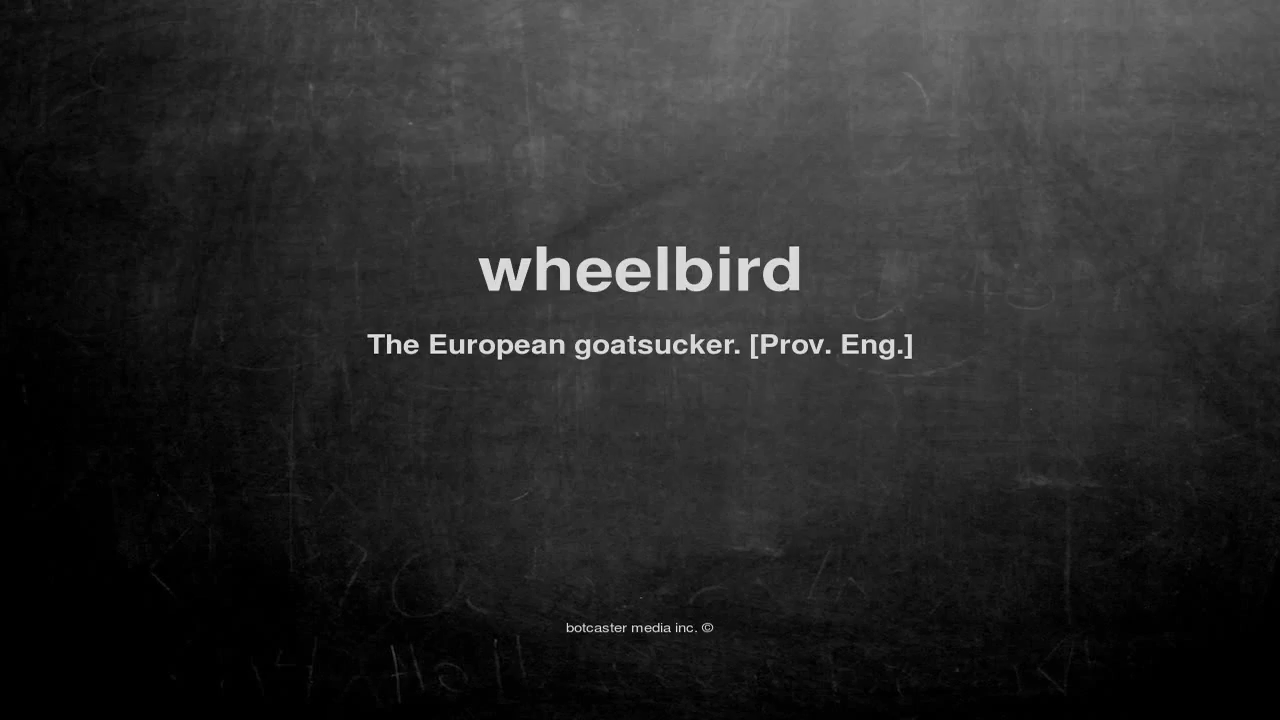 wheelbird
The European goatsucker. [Prov. Eng.]
botcaster media inc. ©